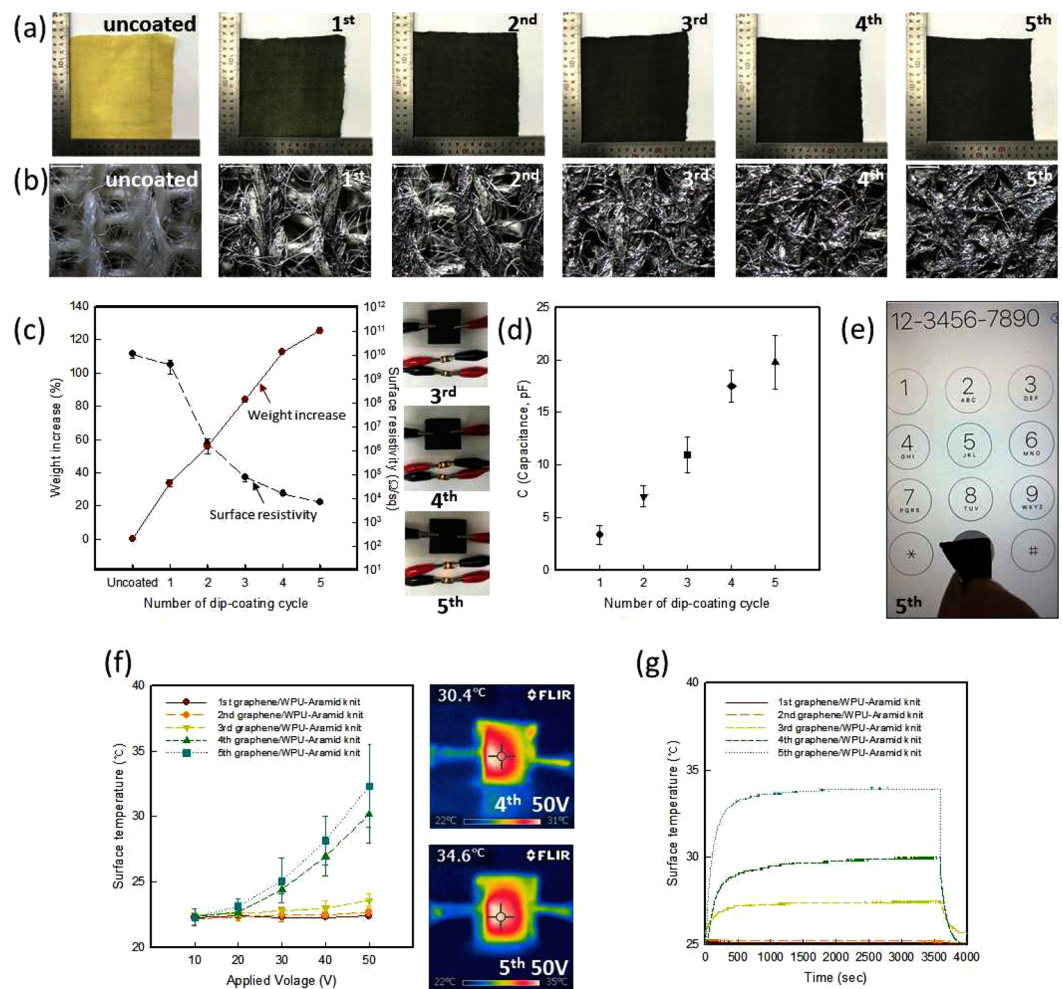 (a)
uncoated
1st
2nd
3rd
4th
5th
(b)
uncoated
1st
2nd
3rd
4th
5th
(c)
Weight increase (%)
140
120
100
80
60
40
20
0
Uncoated 1 2 3 4 5
Number of dip-coating cycle
Weight increase
Surface resistivity
10¹²
10¹¹
10¹⁰
10⁹
10⁸
10⁷
10⁶
10⁵
10⁴
10³
10²
10¹
Surface resistivity (Ω/sq)
3rd
4th
5th
(d)
C (Capacitance, pF)
25
20
15
10
5
0
1 2 3 4 5
Number of dip-coating cycle
(e)
12-3456-7890
1 2 3
ABC DEF
4 5 6
GHI JKL MNO
7 8 9
PQRS TUV WXYZ
* #
5th
(f)
Surface temperature (℃)
40
35
30
25
20
1st graphene/WPU-Aramid knit
2nd graphene/WPU-Aramid knit
3rd graphene/WPU-Aramid knit
4th graphene/WPU-Aramid knit
5th graphene/WPU-Aramid knit
10 20 30 40 50
Applied Volage (V)
30.4℃ FLIR
4th 50V
22℃ 31℃
34.6℃ FLIR
5th 50V
22℃ 35℃
(g)
Surface temperature (℃)
40
35
30
25
1st graphene/WPU-Aramid knit
2nd graphene/WPU-Aramid knit
3rd graphene/WPU-Aramid knit
4th graphene/WPU-Aramid knit
5th graphene/WPU-Aramid knit
0 500 1000 1500 2000 2500 3000 3500 4000
Time (sec)